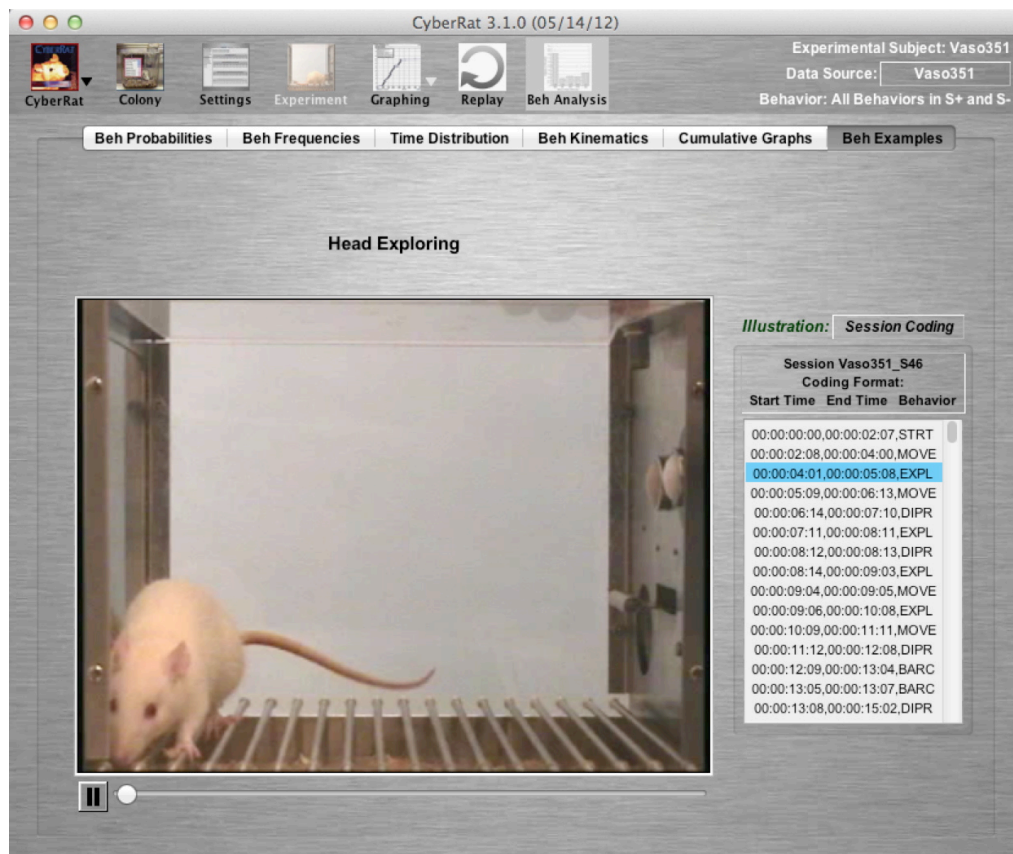 CyberRat 3.1.0 (05/14/12)
CYBERRAT
CyberRat
Colony
Settings
Experiment
Graphing
Replay
Beh Analysis
Experimental Subject: Vaso351
Data Source: Vaso351
Behavior: All Behaviors in S+ and S-
Beh Probabilities
Beh Frequencies
Time Distribution
Beh Kinematics
Cumulative Graphs
Beh Examples
Head Exploring
Illustration: Session Coding
Session Vaso351_S46
Coding Format:
Start Time End Time Behavior
00:00:00:00,00:00:02:07,STRT
00:00:02:08,00:00:04:00,MOVE
00:00:04:01,00:00:05:08,EXPL
00:00:05:09,00:00:06:13,MOVE
00:00:06:14,00:00:07:10,DIPR
00:00:07:11,00:00:08:11,EXPL
00:00:08:12,00:00:08:13,DIPR
00:00:08:14,00:00:09:03,EXPL
00:00:09:04,00:00:09:05,MOVE
00:00:09:06,00:00:10:08,EXPL
00:00:10:09,00:00:11:11,MOVE
00:00:11:12,00:00:12:08,DIPR
00:00:12:09,00:00:13:04,BARC
00:00:13:05,00:00:13:07,BARC
00:00:13:08,00:00:15:02,DIPR